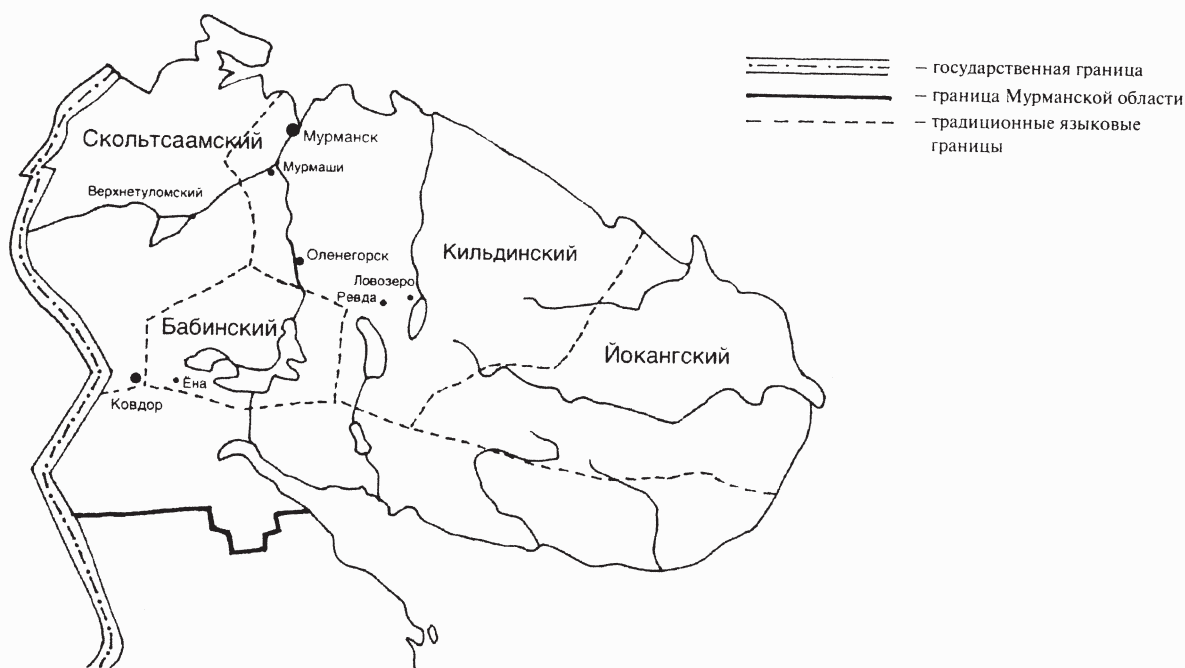 – государственная граница
– граница Мурманской области
– традиционные языковые
границы
Скольтсаамский
Мурманск
Мурмаши
Верхнетуломский
Кильдинский
Оленегорск
Ловозеро
Ревда
Бабинский
Йокангский
Ёна
Ковдор